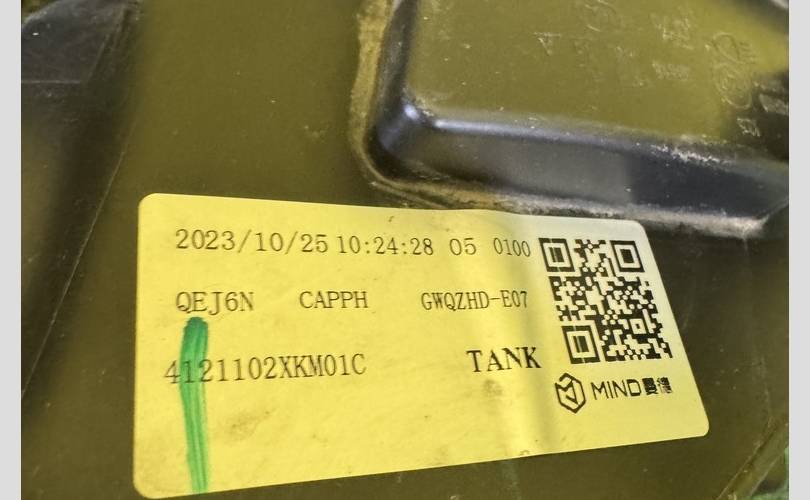 2023/10/25 10:24:28 05 0100
QEJ6N CAPPH GWQZHD-E07
4121102XKM01C TANK
MIND曼德